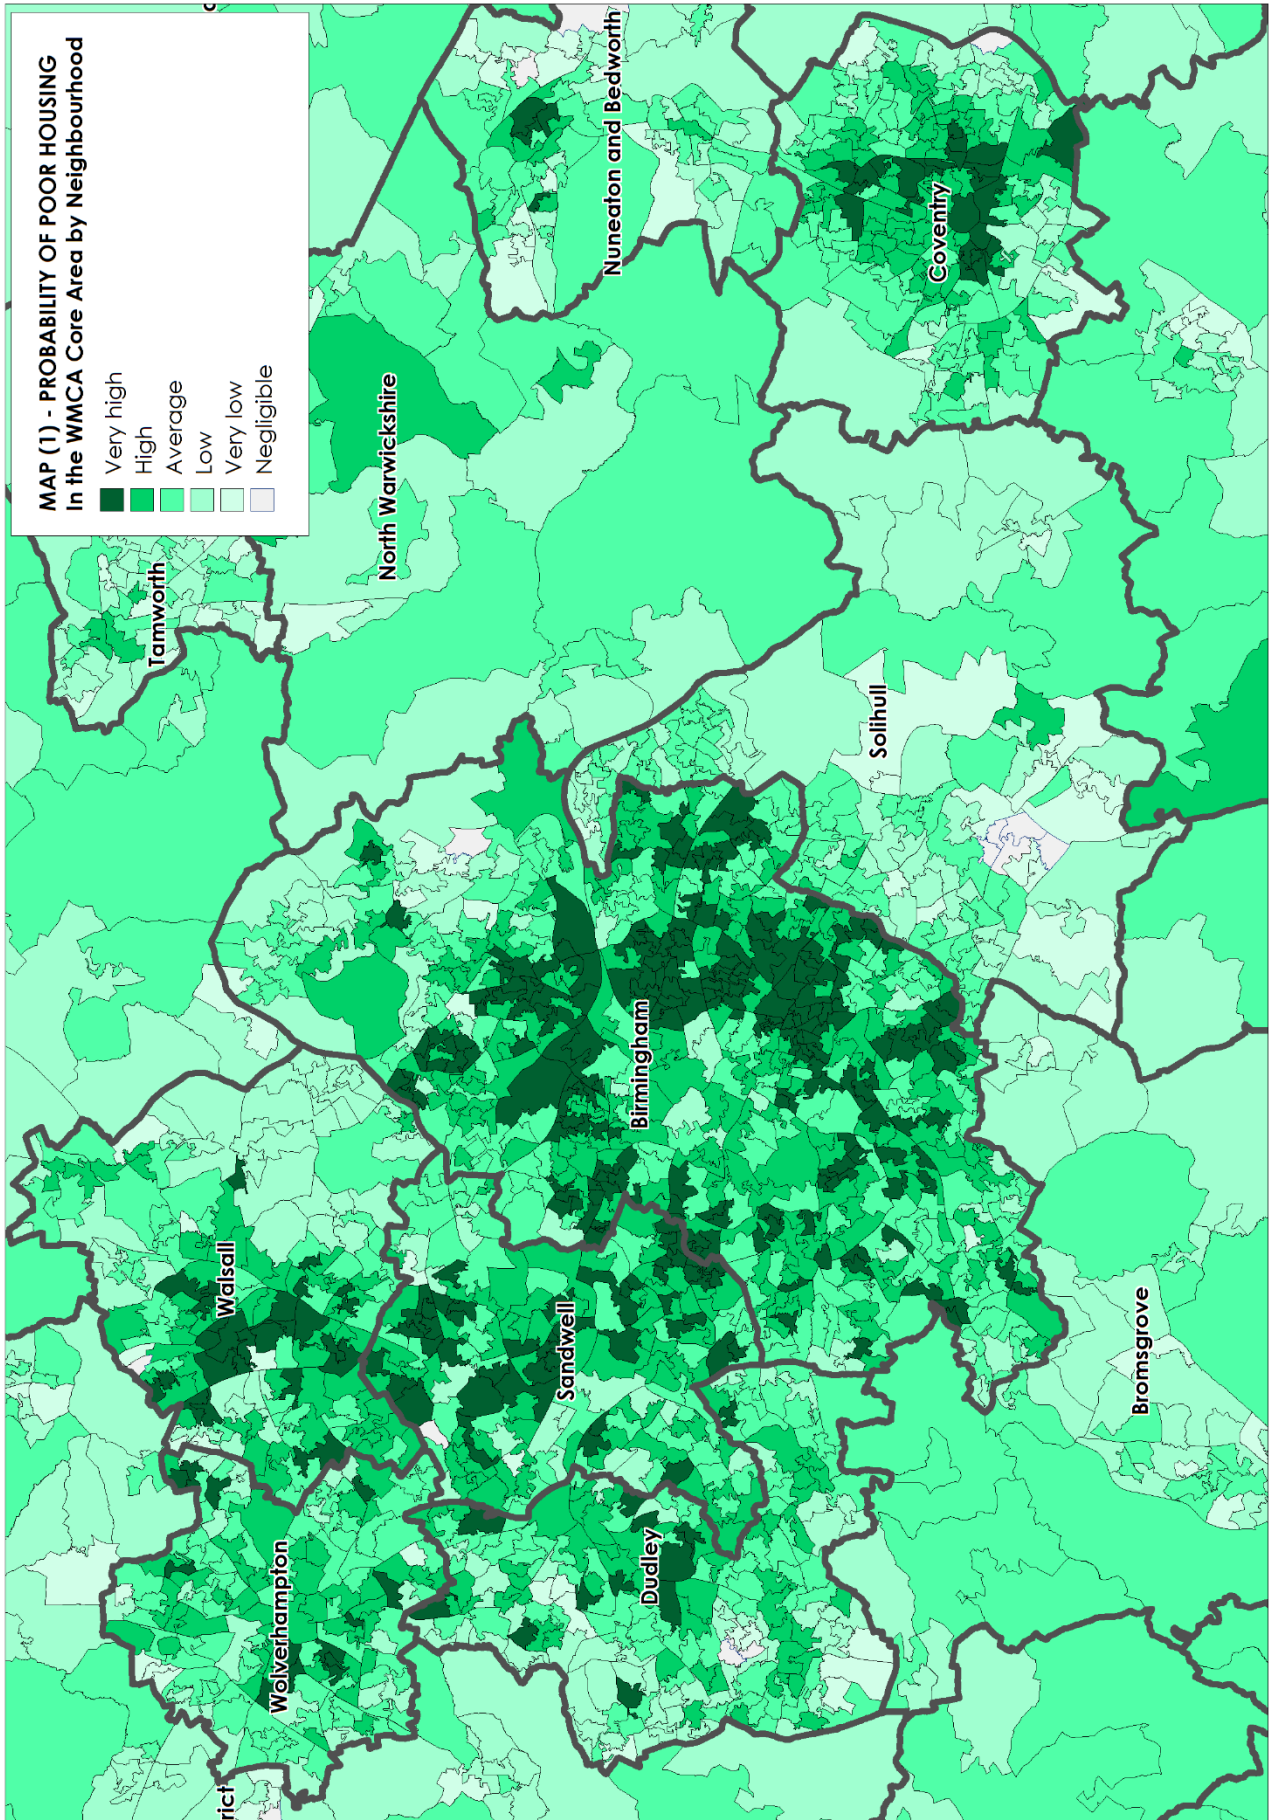 MAP (1) - PROBABILITY OF POOR HOUSING
In the WMCA Core Area by Neighbourhood
Very high
High
Average
Low
Very low
Negligible
Tamworth
North Warwickshire
Nuneaton and Bedworth
Walsall
Wolverhampton
Sandwell
Birmingham
Dudley
Solihull
Coventry
Bromsgrove
rict